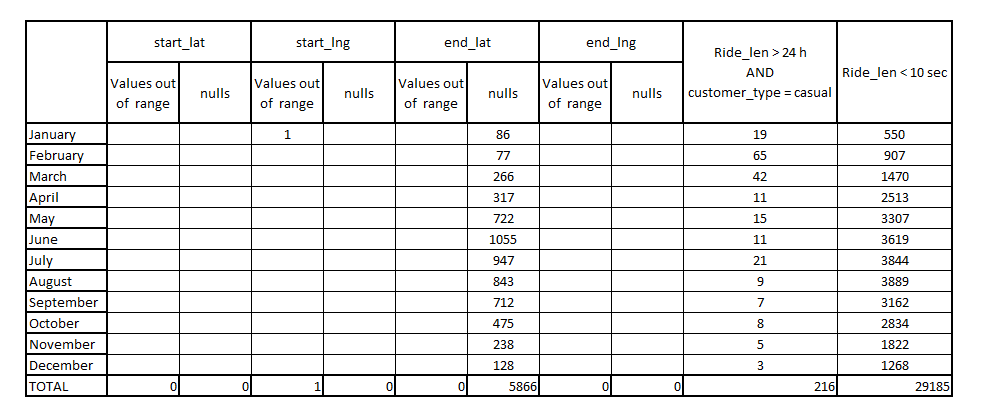 start_lat start_lng end_lat end_lng Ride_len > 24 h AND customer_type = casual Ride_len < 10 sec
Values out of range nulls Values out of range nulls Values out of range nulls Values out of range nulls
January 1 86 19 550
February 77 65 907
March 266 42 1470
April 317 11 2513
May 722 15 3307
June 1055 11 3619
July 947 21 3844
August 843 9 3889
September 712 7 3162
October 475 8 2834
November 238 5 1822
December 128 3 1268
TOTAL 0 0 1 0 0 5866 0 0 216 29185